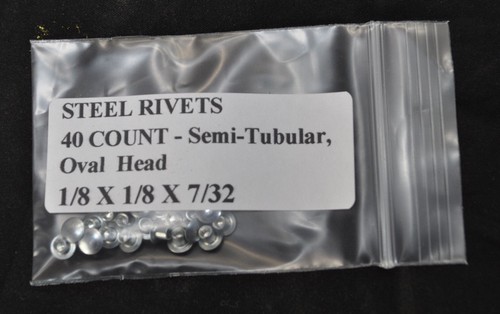 STEEL RIVETS
40 COUNT - Semi-Tubular,
Oval Head
1/8 X 1/8 X 7/32